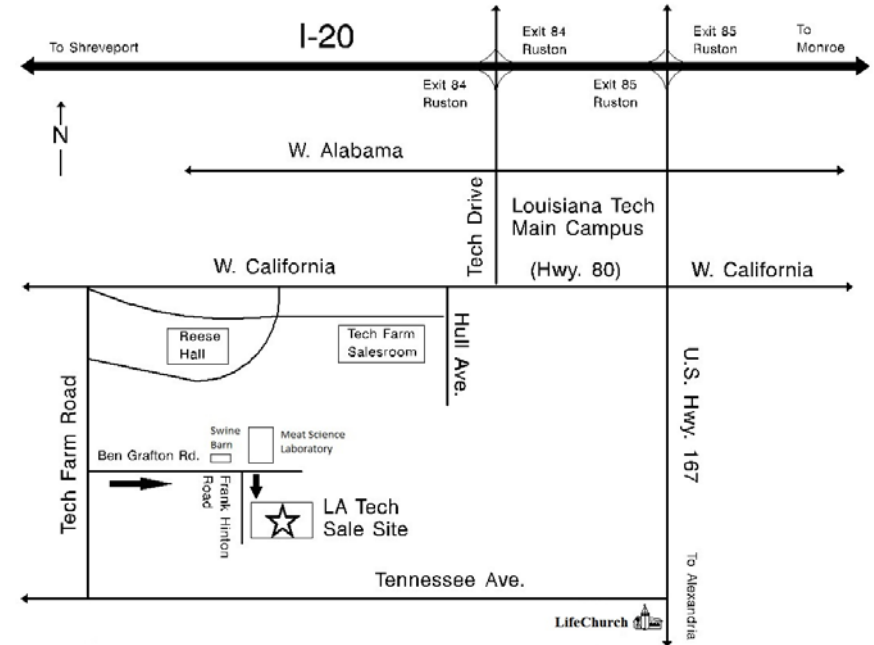 I-20
To Shreveport
Exit 84
Ruston
Exit 85
Ruston
To
Monroe
Exit 84
Ruston
Exit 85
Ruston
N
W. Alabama
Tech Drive
Louisiana Tech
Main Campus
(Hwy. 80)
W. California
W. California
Reese
Hall
Tech Farm
Salesroom
Hull Ave.
U.S. Hwy. 167
Tech Farm Road
Swine
Barn
Meat Science
Laboratory
Ben Grafton Rd.
Frank Hinton
Road
LA Tech
Sale Site
Tennessee Ave.
To Alexandria
LifeChurch